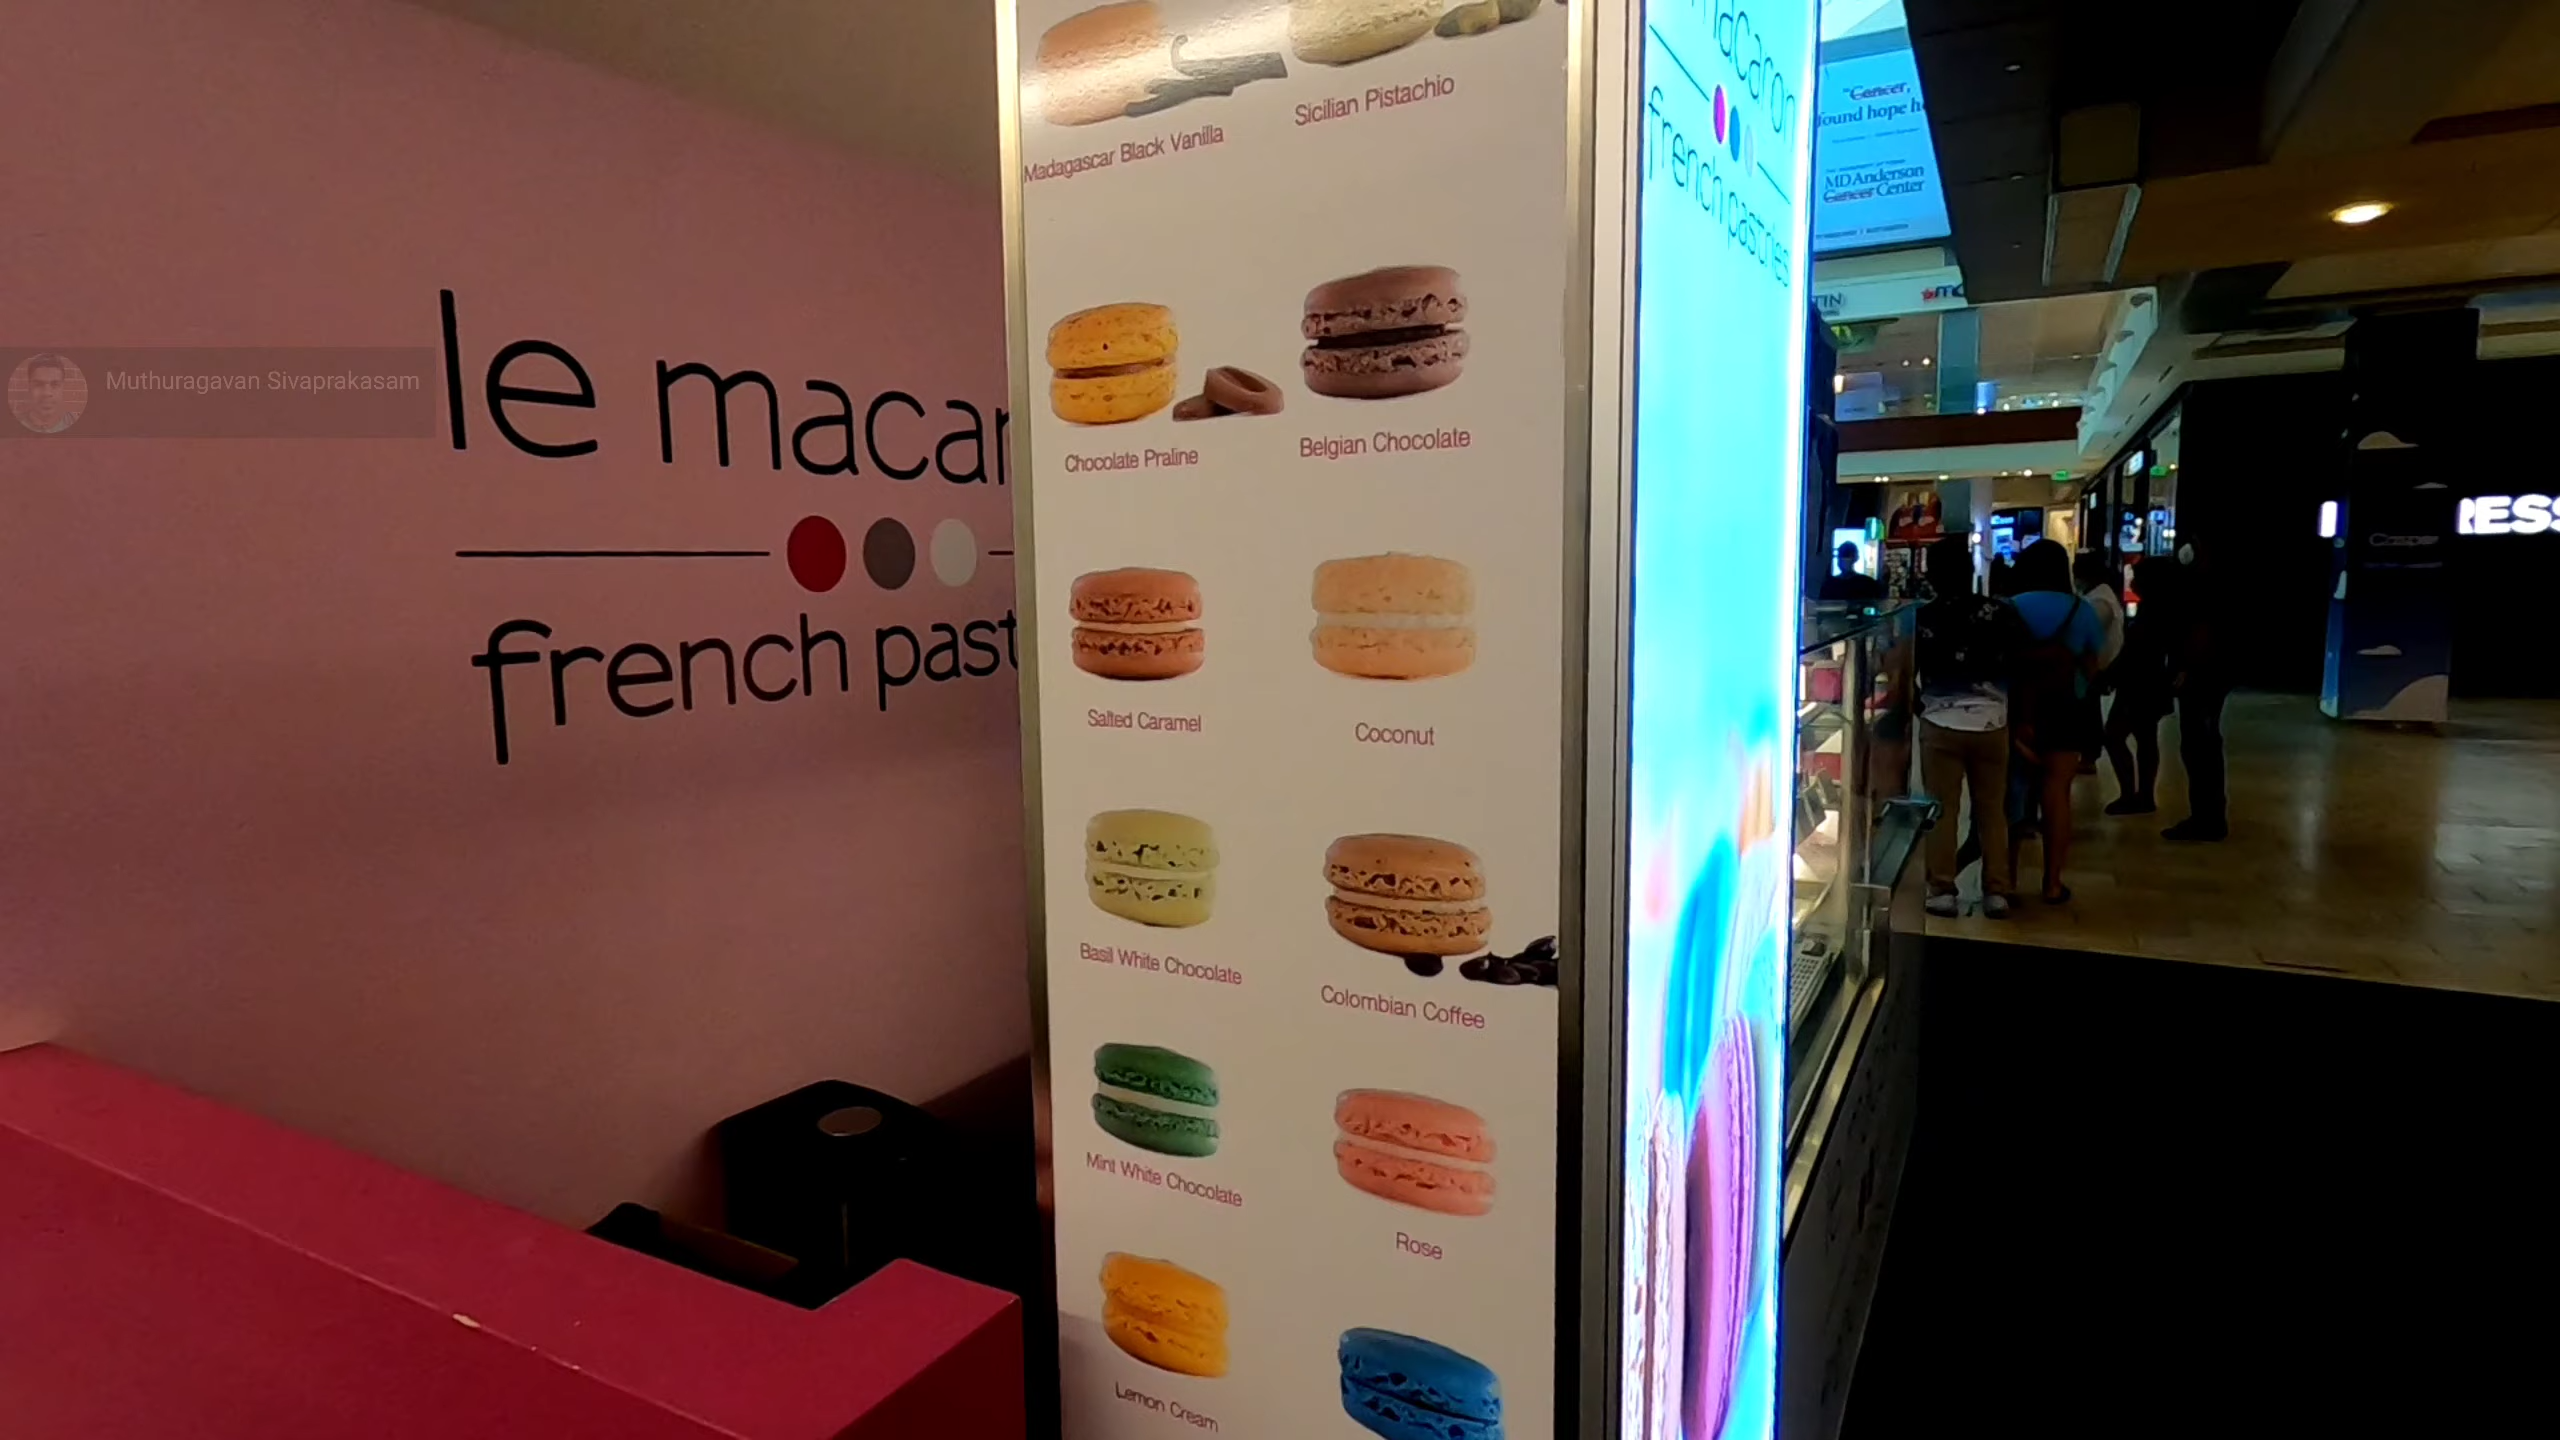 Muthuragavan Sivaprakasam
le macar
french past
Madagascar Black Vanilla
Sicilian Pistachio
Chocolate Praline
Belgian Chocolate
Salted Caramel
Coconut
Basil White Chocolate
Colombian Coffee
Mint White Chocolate
Rose
Lemon Cream
macaron
french pastries
"Cancer,
found hope h
MD Anderson
Cancer Center
TIN
RESS
Casper